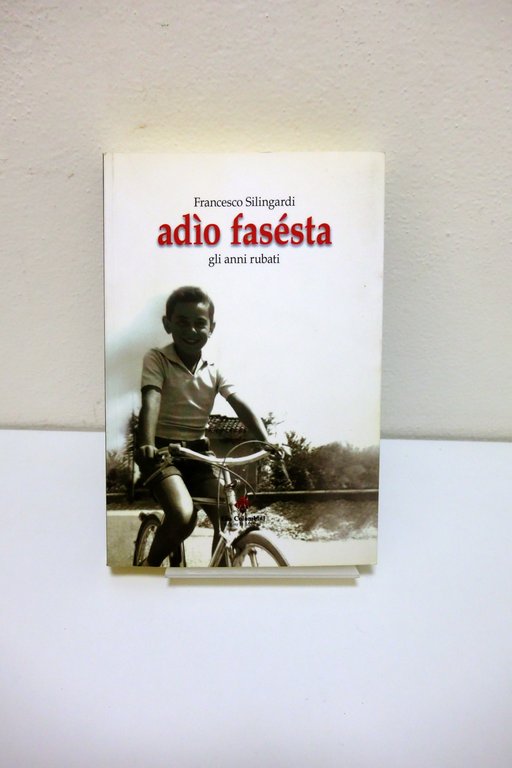 Francesco Silingardi
adìo fasésta
gli anni rubati